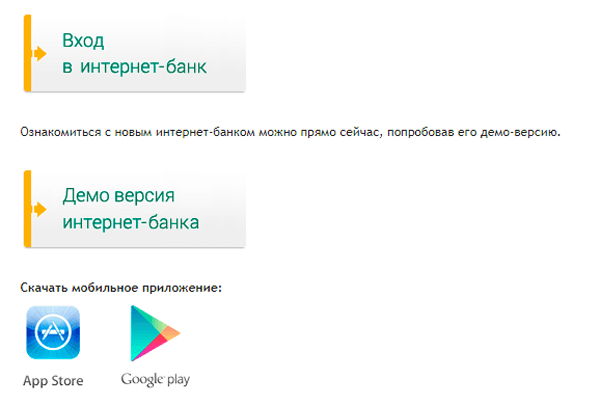 Вход
в интернет-банк
Ознакомиться с новым интернет-банком можно прямо сейчас, попробовав его демо-версию.
Демо версия
интернет-банка
Скачать мобильное приложение:
App Store
Google play